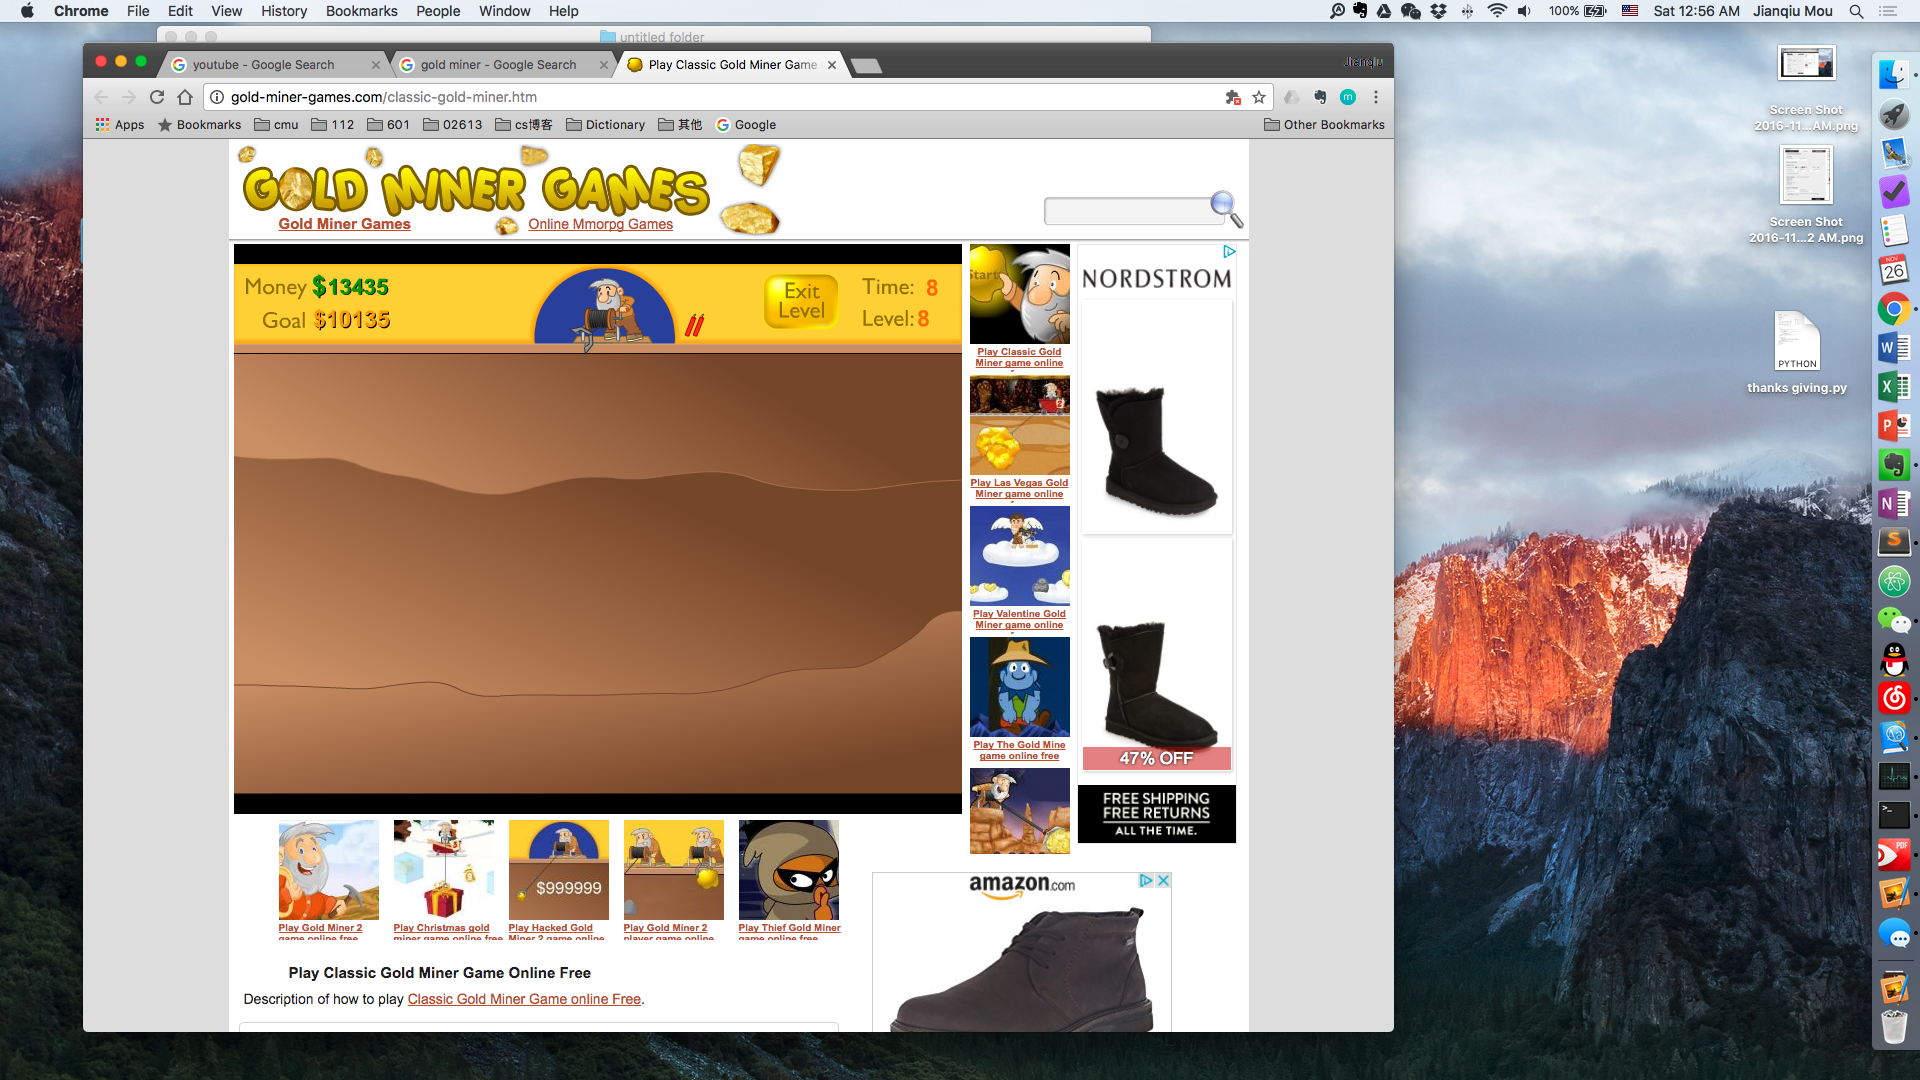 Chrome File Edit View History Bookmarks People Window Help
100% Sat 12:56 AM Jianqiu Mou
untitled folder
youtube - Google Search
gold miner - Google Search
Play Classic Gold Miner Game
Jianqiu
gold-miner-games.com/classic-gold-miner.htm
m
Apps Bookmarks cmu 112 601 02613 cs博客 Dictionary 其他 Google Other Bookmarks
GOLD MINER GAMES
Gold Miner Games
Online Mmorpg Games
Money $13435
Goal $10135
Exit
Level
Time: 8
Level: 8
Start
Play Classic Gold
Miner game online
Play Las Vegas Gold
Miner game online
Play Valentine Gold
Miner game online
Play The Gold Mine
game online free
NORDSTROM
47% OFF
FREE SHIPPING
FREE RETURNS
ALL THE TIME.
$999999
Play Gold Miner 2
game online free
Play Christmas gold
miner game online free
Play Hacked Gold
Miner 2 game online
Play Gold Miner 2
player game online
Play Thief Gold Miner
game online free
amazon.com
Play Classic Gold Miner Game Online Free
Description of how to play Classic Gold Miner Game online Free.
Screen Shot
2016-11...AM.png
Screen Shot
2016-11...2 AM.png
PYTHON
thanks giving.py
NOV
26
W
X
P
N
S
PDF